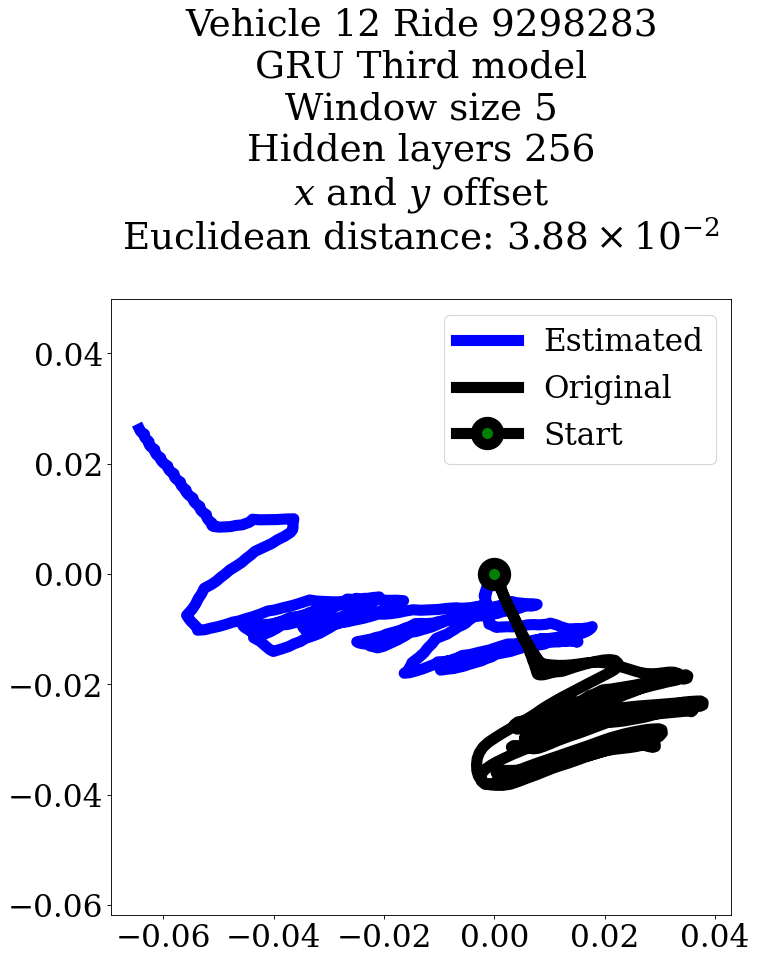 Vehicle 12 Ride 9298283
GRU Third model
Window size 5
Hidden layers 256
x and y offset
Euclidean distance: 3.88 × 10⁻²
Estimated
Original
Start
0.04
0.02
0.00
−0.02
−0.04
−0.06
−0.06 −0.04 −0.02 0.00 0.02 0.04